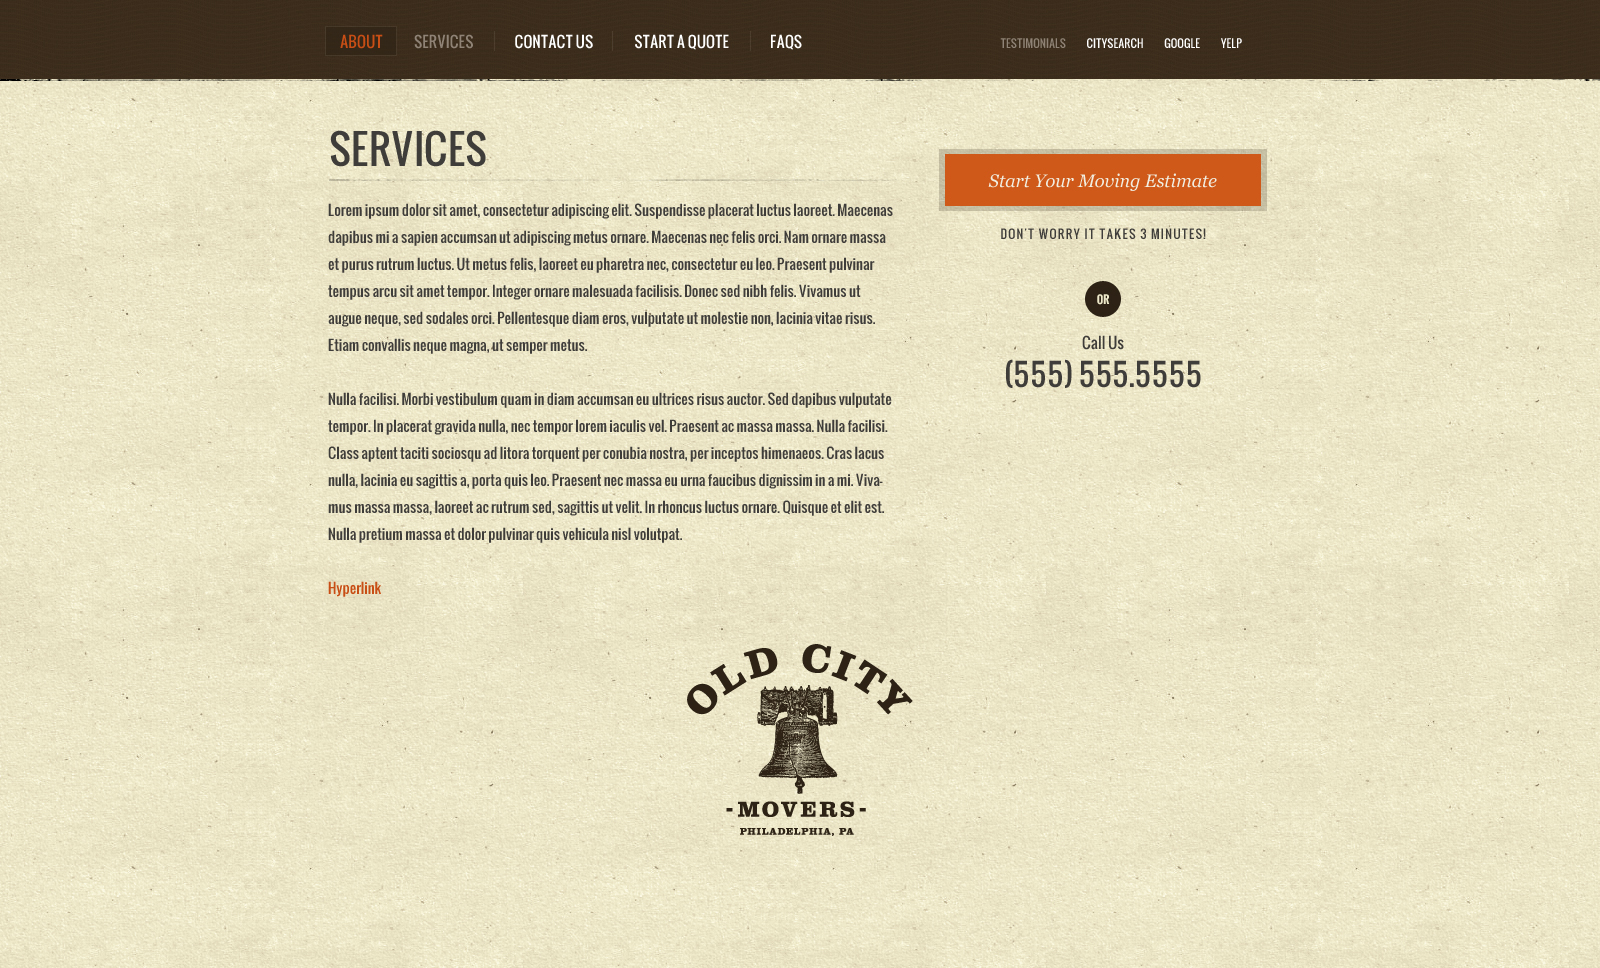 ABOUT SERVICES CONTACT US START A QUOTE FAQS TESTIMONIALS CITYSEARCH GOOGLE YELP
SERVICES
Lorem ipsum dolor sit amet, consectetur adipiscing elit. Suspendisse placerat luctus laoreet. Maecenas
dapibus mi a sapien accumsan ut adipiscing metus ornare. Maecenas nec felis orci. Nam ornare massa
et purus rutrum luctus. Ut metus felis, laoreet eu pharetra nec, consectetur eu leo. Praesent pulvinar
tempus arcu sit amet tempor. Integer ornare malesuada facilisis. Donec sed nibh felis. Vivamus ut
augue neque, sed sodales orci. Pellentesque diam eros, vulputate ut molestie non, lacinia vitae risus.
Etiam convallis neque magna, ut semper metus.
Nulla facilisi. Morbi vestibulum quam in diam accumsan eu ultrices risus auctor. Sed dapibus vulputate
tempor. In placerat gravida nulla, nec tempor lorem iaculis vel. Praesent ac massa massa. Nulla facilisi.
Class aptent taciti sociosqu ad litora torquent per conubia nostra, per inceptos himenaeos. Cras lacus
nulla, lacinia eu sagittis a, porta quis leo. Praesent nec massa eu urna faucibus dignissim in a mi. Viva-
mus massa massa, laoreet ac rutrum sed, sagittis ut velit. In rhoncus luctus ornare. Quisque et elit est.
Nulla pretium massa et dolor pulvinar quis vehicula nisl volutpat.
Hyperlink
Start Your Moving Estimate
DON'T WORRY IT TAKES 3 MINUTES!
OR
Call Us
(555) 555.5555
OLD CITY
-MOVERS-
PHILADELPHIA, PA